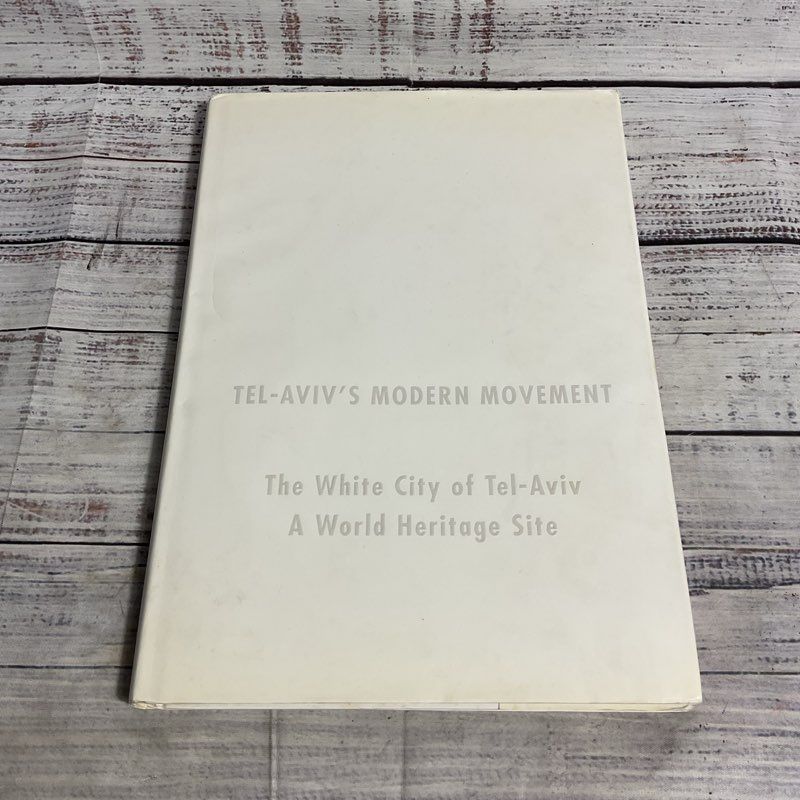 TEL-AVIV'S MODERN MOVEMENT
The White City of Tel-Aviv
A World Heritage Site